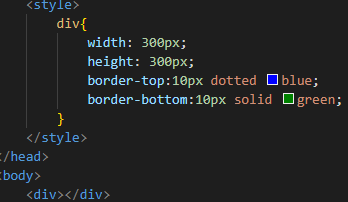 <style>
div{
width: 300px;
height: 300px;
border-top:10px dotted blue;
border-bottom:10px solid green;
}
</style>
/head>
<body>
<div></div>